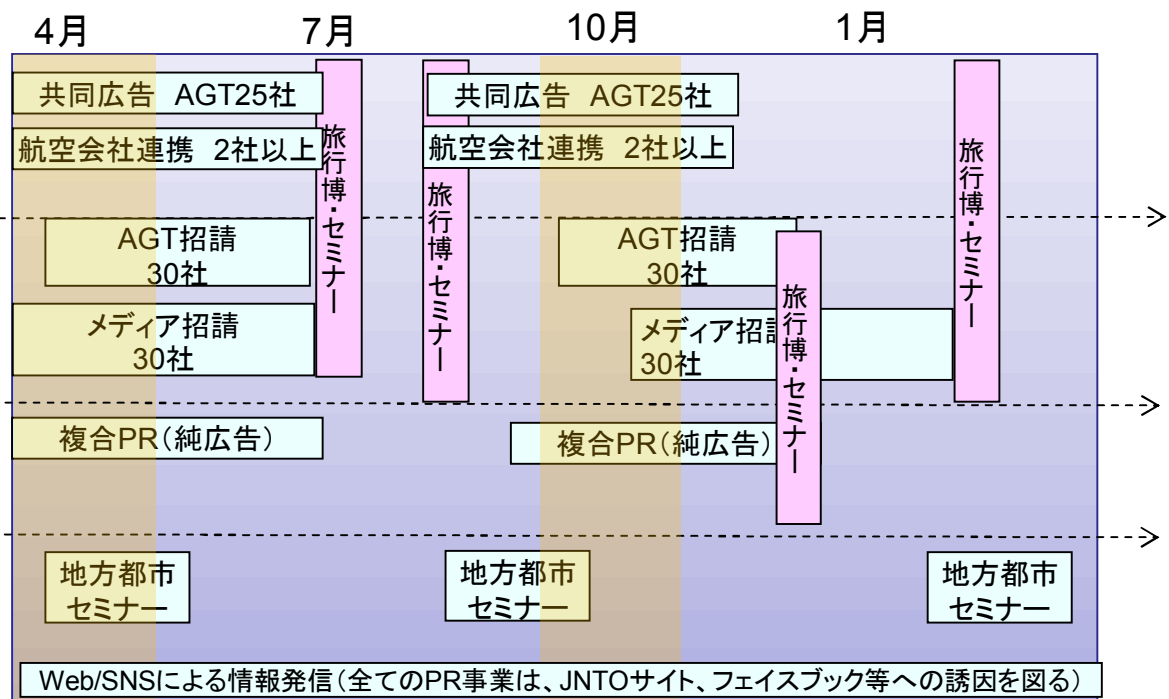 4月 7月 10月 1月
共同広告 AGT25社
共同広告 AGT25社
航空会社連携 2社以上
航空会社連携 2社以上
旅行博・セミナー
旅行博・セミナー
旅行博・セミナー
AGT招請
30社
AGT招請
30社
メディア招請
30社
メディア招請
30社
旅行博・セミナー
複合PR(純広告)
複合PR(純広告)
地方都市
セミナー
地方都市
セミナー
地方都市
セミナー
Web/SNSによる情報発信(全てのPR事業は、JNTOサイト、フェイスブック等への誘因を図る)